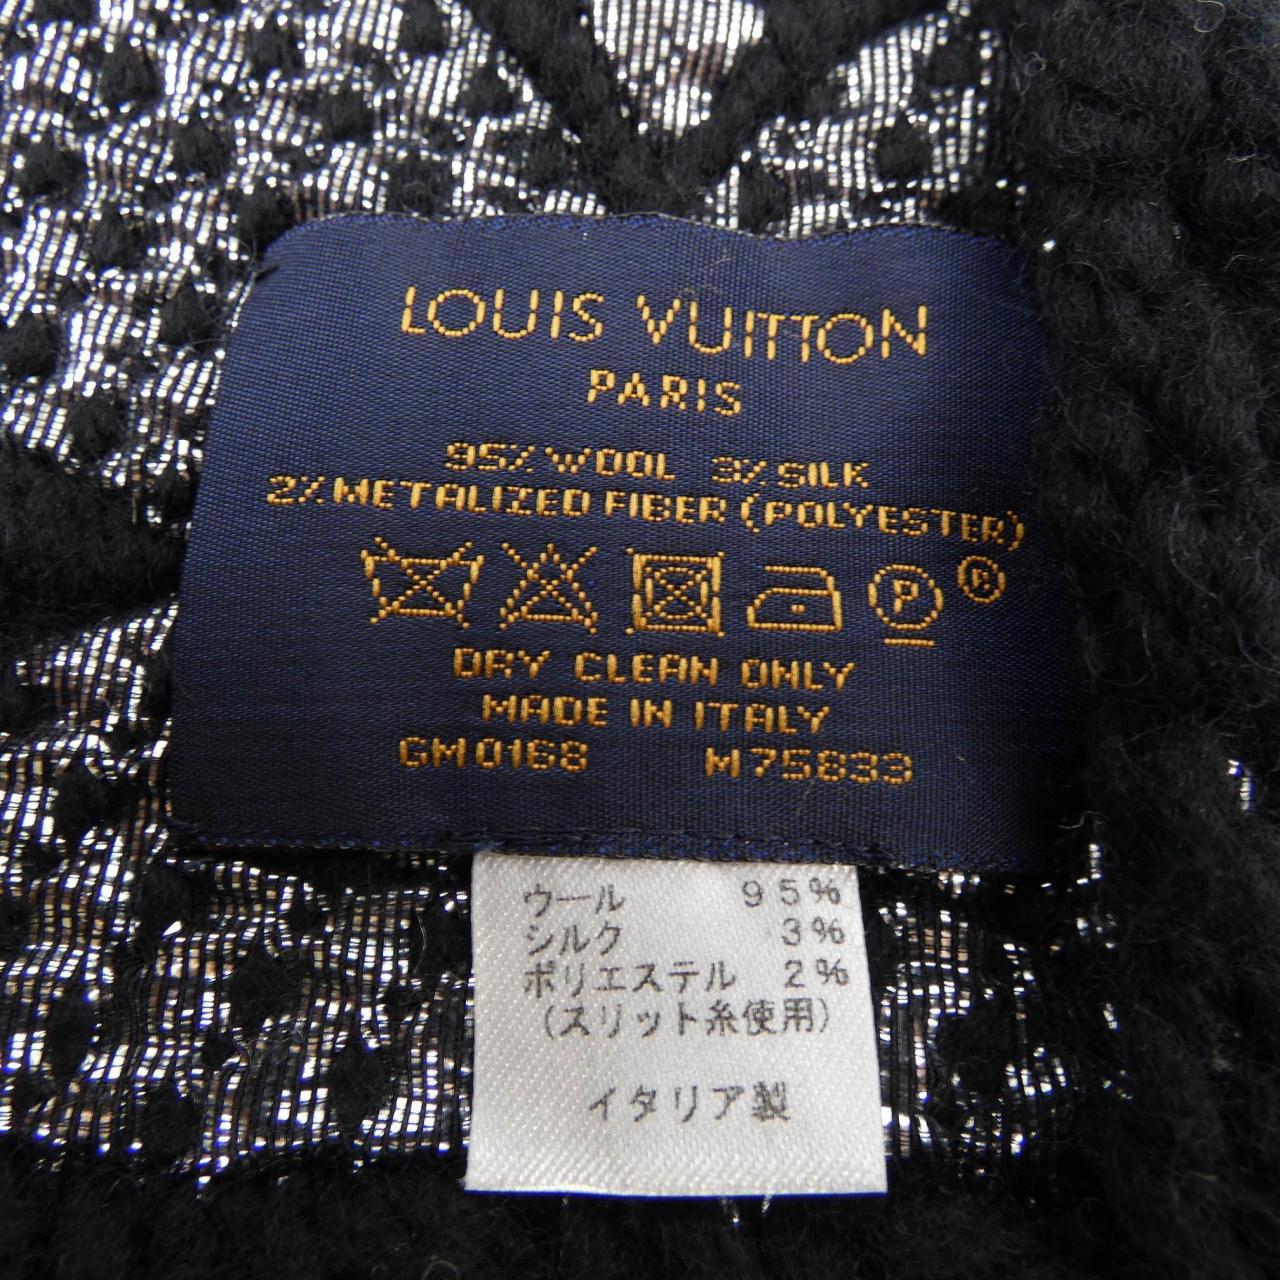 LOUIS VUITTON
PARIS
95% WOOL 3% SILK
2% METALIZED FIBER (POLYESTER)
P ®
DRY CLEAN ONLY
MADE IN ITALY
GM0168 M75833
ウール 95%
シルク 3%
ポリエステル 2%
(スリット糸使用)
イタリア製